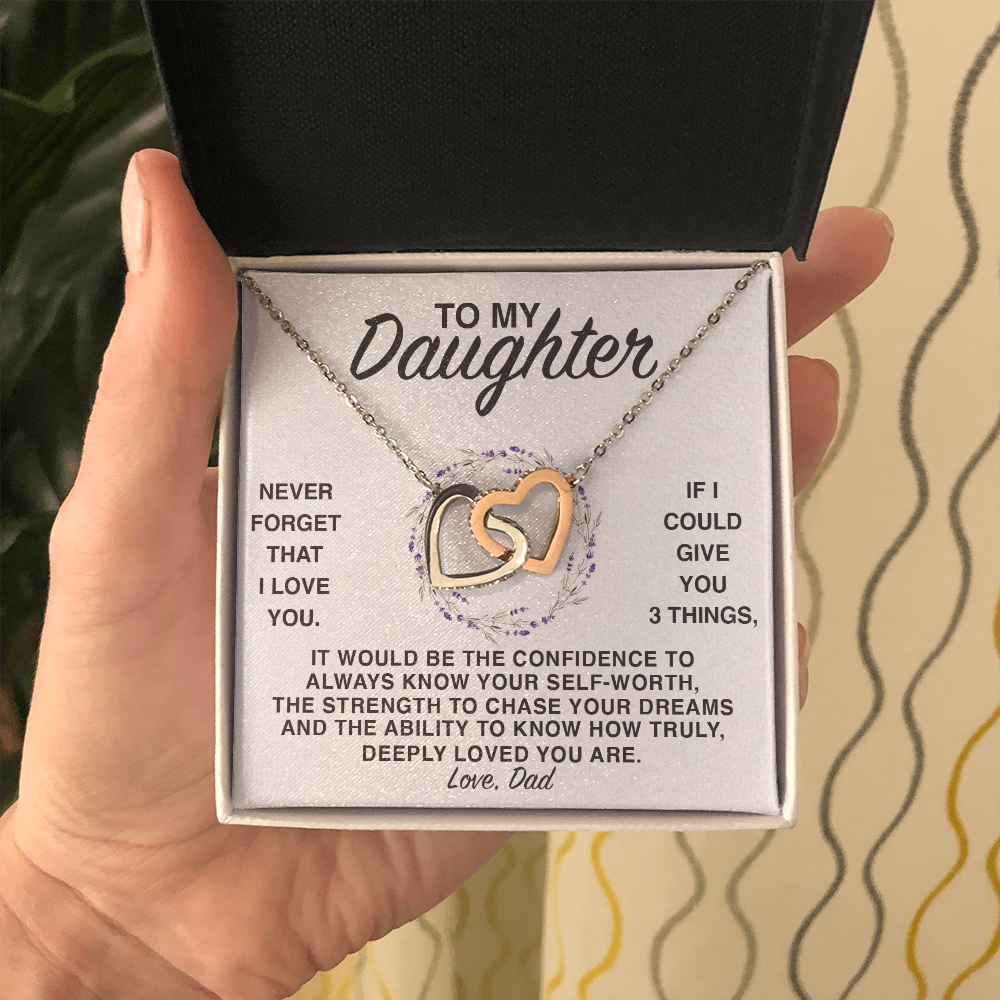 TO MY
Daughter
NEVER
FORGET
THAT
I LOVE
YOU.
IF I
COULD
GIVE
YOU
3 THINGS,
IT WOULD BE THE CONFIDENCE TO
ALWAYS KNOW YOUR SELF-WORTH,
THE STRENGTH TO CHASE YOUR DREAMS
AND THE ABILITY TO KNOW HOW TRULY,
DEEPLY LOVED YOU ARE.
Love, Dad